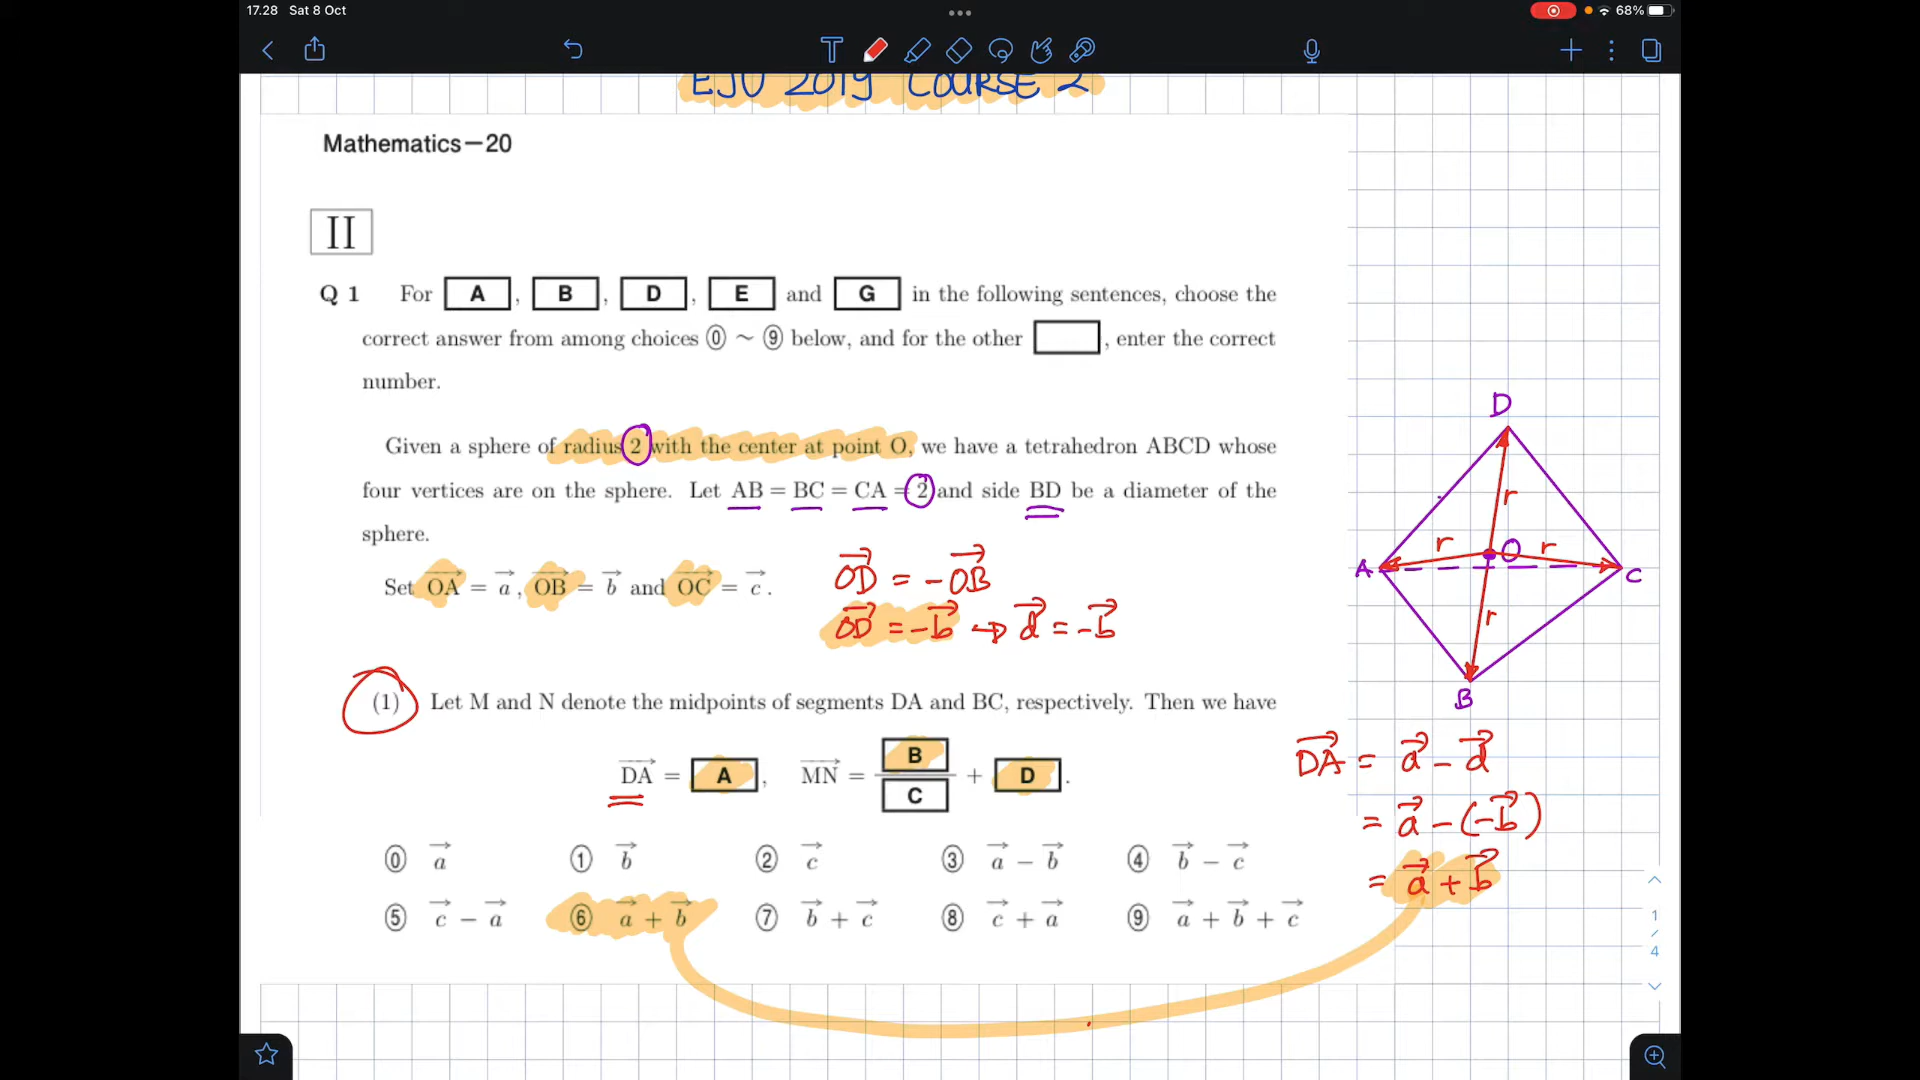 17.28 Sat 8 Oct
68%
EJU 2019 COURSE 2
Mathematics—20
II
Q 1 For A , B , D , E and G in the following sentences, choose the
correct answer from among choices ⓪ ~ ⑨ below, and for the other , enter the correct
number.
Given a sphere of radius 2 with the center at point O, we have a tetrahedron ABCD whose
four vertices are on the sphere. Let AB = BC = CA = 2 and side BD be a diameter of the
sphere.
Set OA⃗ = a⃗, OB⃗ = b⃗ and OC⃗ = c⃗.
OD⃗ = -OB⃗
OD⃗ = -b⃗ → d⃗ = -b⃗
D
r
r
O
r
A
C
r
B
(1) Let M and N denote the midpoints of segments DA and BC, respectively. Then we have
DA⃗ = A , MN⃗ = B / C + D .
DA⃗ = a⃗ - d⃗
= a⃗ - (-b⃗)
= a⃗ + b⃗
⓪ a⃗ ① b⃗ ② c⃗ ③ a⃗ − b⃗ ④ b⃗ − c⃗
⑤ c⃗ − a⃗ ⑥ a⃗ + b⃗ ⑦ b⃗ + c⃗ ⑧ c⃗ + a⃗ ⑨ a⃗ + b⃗ + c⃗
1
/
4